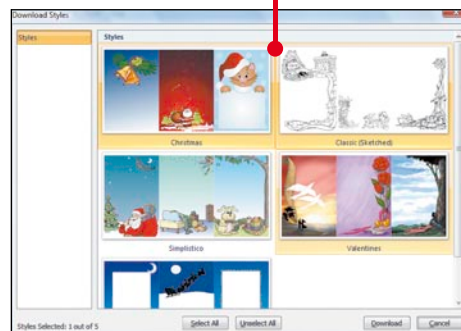 Download Styles
Styles
Styles
Christmas
Classic (Sketched)
Simplistico
Valentines
Styles Selected: 1 out of 5
Select All
Unselect All
Download
Cancel